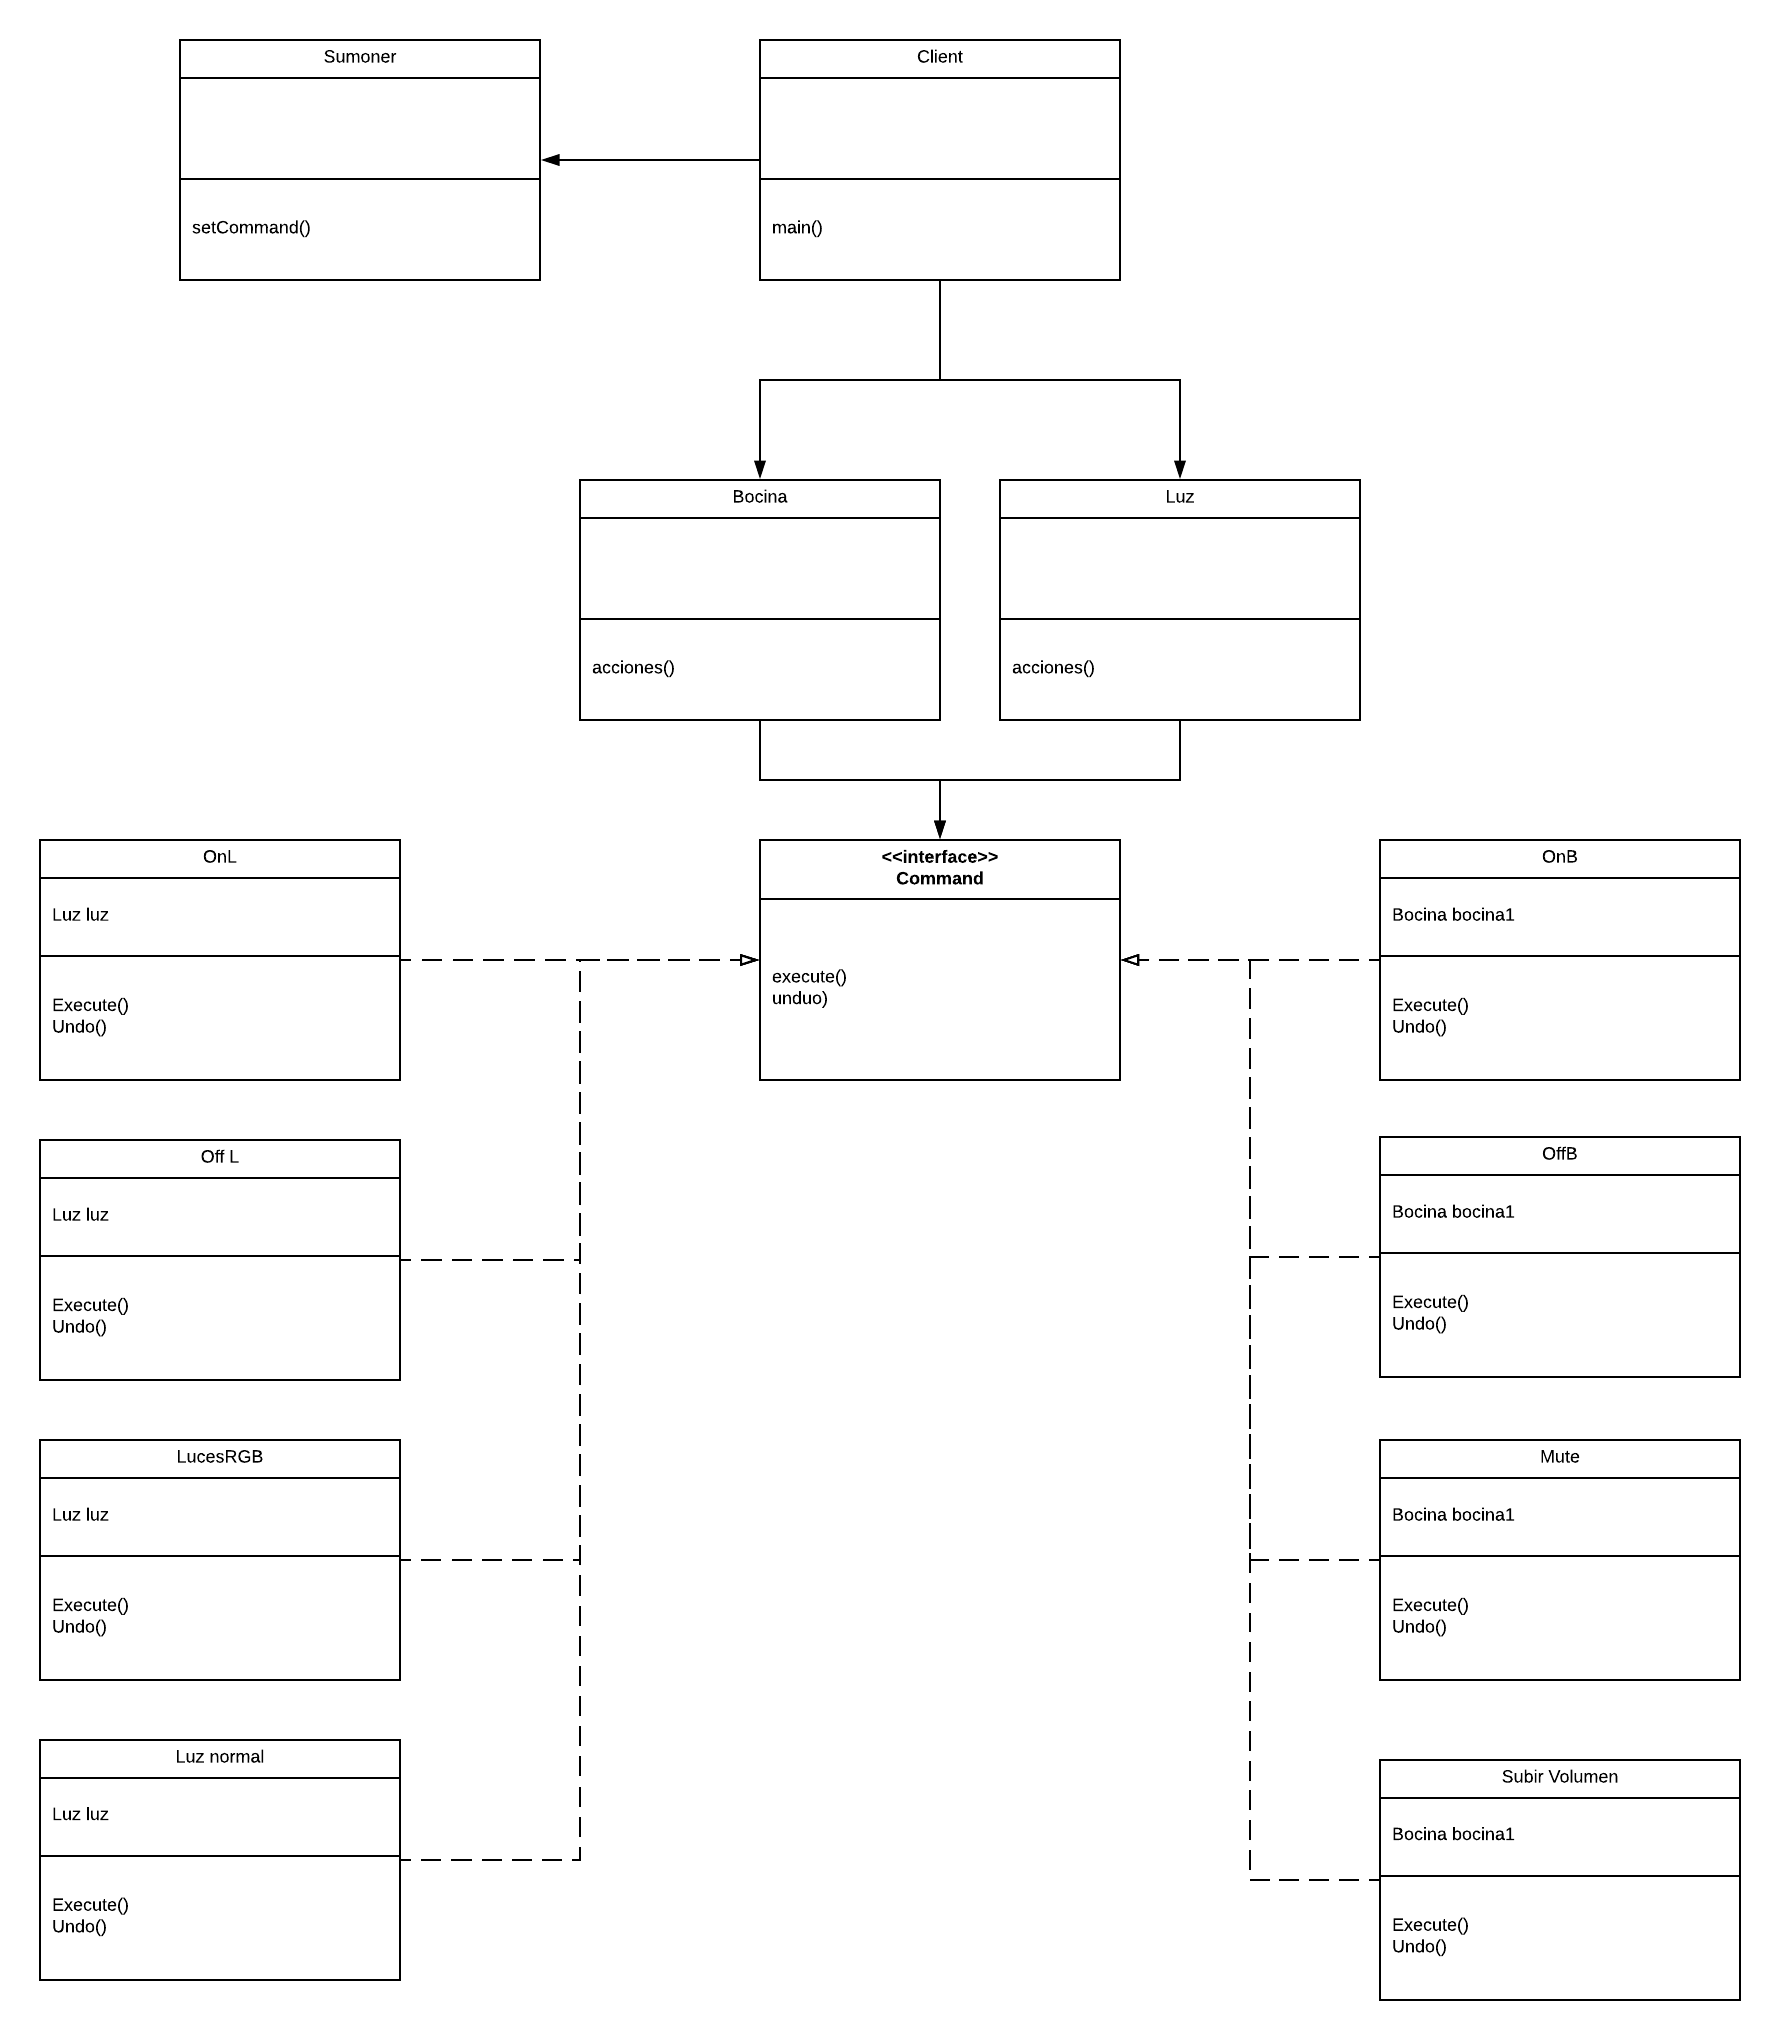 Sumoner
setCommand()
Client
main()
Bocina
acciones()
Luz
acciones()
OnL
Luz luz
Execute()
Undo()
<<interface>>
Command
execute()
unduo)
OnB
Bocina bocina1
Execute()
Undo()
Off L
Luz luz
Execute()
Undo()
OffB
Bocina bocina1
Execute()
Undo()
LucesRGB
Luz luz
Execute()
Undo()
Mute
Bocina bocina1
Execute()
Undo()
Luz normal
Luz luz
Execute()
Undo()
Subir Volumen
Bocina bocina1
Execute()
Undo()